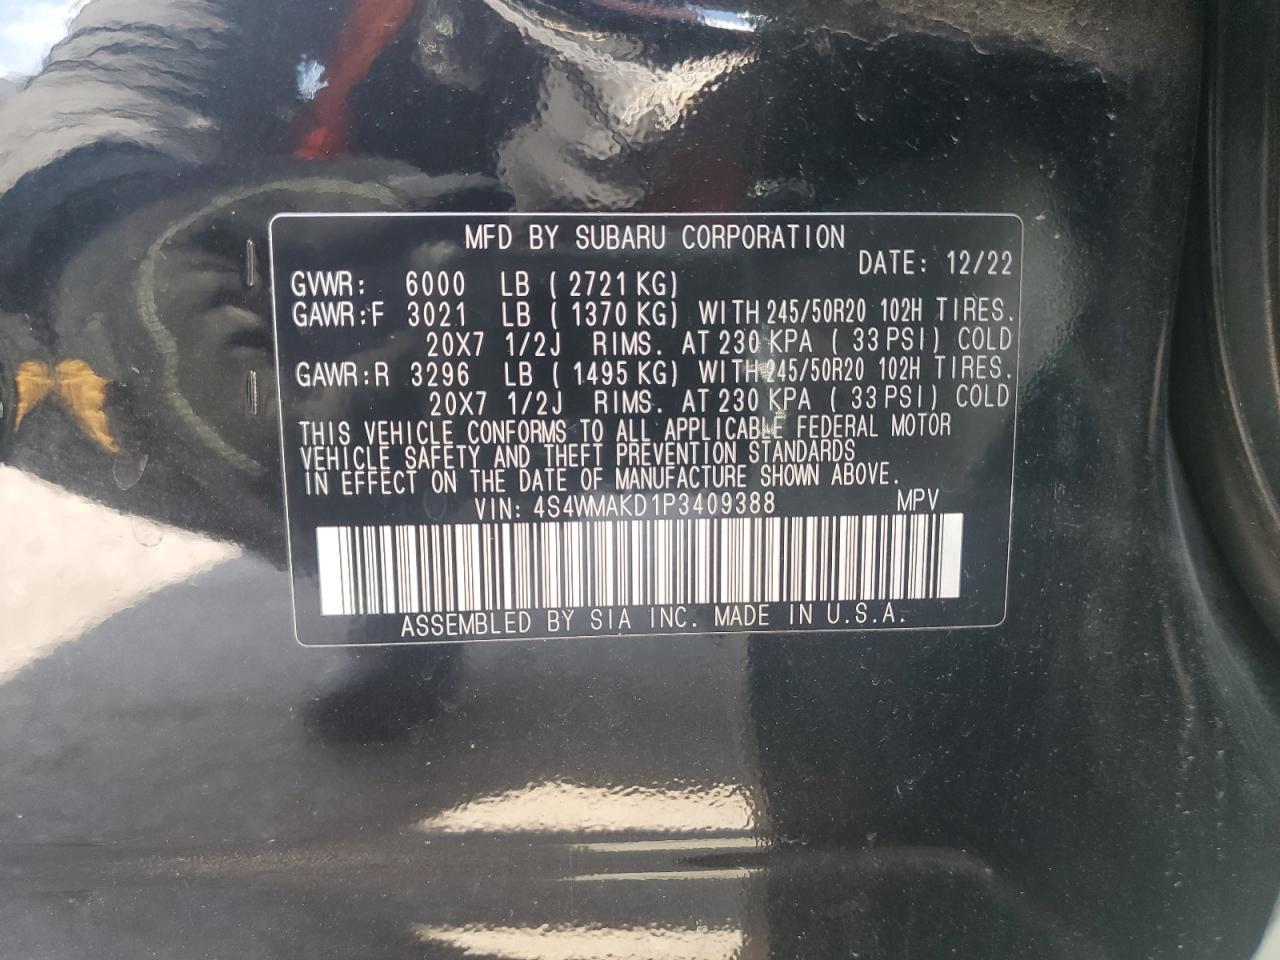 MFD BY SUBARU CORPORATION
DATE: 12/22
GVWR: 6000 LB ( 2721 KG)
GAWR:F 3021 LB ( 1370 KG) WITH 245/50R20 102H TIRES.
20X7 1/2J RIMS. AT 230 KPA ( 33 PSI) COLD
GAWR:R 3296 LB ( 1495 KG) WITH 245/50R20 102H TIRES.
20X7 1/2J RIMS. AT 230 KPA ( 33 PSI) COLD
THIS VEHICLE CONFORMS TO ALL APPLICABLE FEDERAL MOTOR
VEHICLE SAFETY AND THEFT PREVENTION STANDARDS
IN EFFECT ON THE DATE OF MANUFACTURE SHOWN ABOVE.
VIN: 4S4WMAKD1P3409388 MPV
ASSEMBLED BY SIA INC. MADE IN U.S.A.